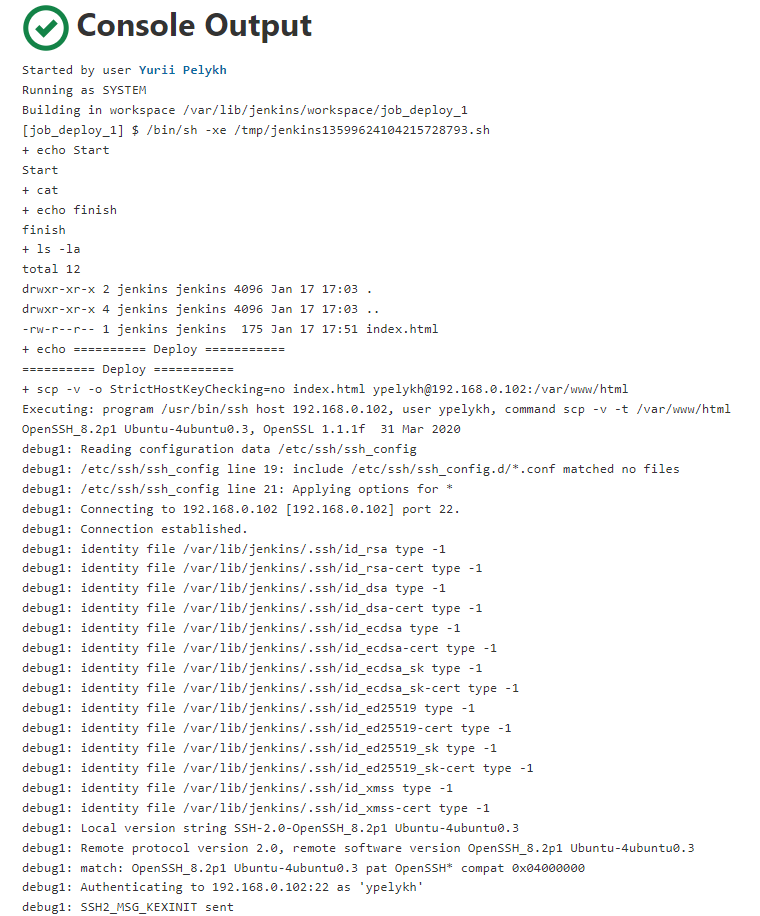 Console Output
Started by user Yurii Pelykh
Running as SYSTEM
Building in workspace /var/lib/jenkins/workspace/job_deploy_1
[job_deploy_1] $ /bin/sh -xe /tmp/jenkins13599624104215728793.sh
+ echo Start
Start
+ cat
+ echo finish
finish
+ ls -la
total 12
drwxr-xr-x 2 jenkins jenkins 4096 Jan 17 17:03 .
drwxr-xr-x 4 jenkins jenkins 4096 Jan 17 17:03 ..
-rw-r--r-- 1 jenkins jenkins  175 Jan 17 17:51 index.html
+ echo ========== Deploy ===========
========== Deploy ===========
+ scp -v -o StrictHostKeyChecking=no index.html ypelykh@192.168.0.102:/var/www/html
Executing: program /usr/bin/ssh host 192.168.0.102, user ypelykh, command scp -v -t /var/www/html
OpenSSH_8.2p1 Ubuntu-4ubuntu0.3, OpenSSL 1.1.1f  31 Mar 2020
debug1: Reading configuration data /etc/ssh/ssh_config
debug1: /etc/ssh/ssh_config line 19: include /etc/ssh/ssh_config.d/*.conf matched no files
debug1: /etc/ssh/ssh_config line 21: Applying options for *
debug1: Connecting to 192.168.0.102 [192.168.0.102] port 22.
debug1: Connection established.
debug1: identity file /var/lib/jenkins/.ssh/id_rsa type -1
debug1: identity file /var/lib/jenkins/.ssh/id_rsa-cert type -1
debug1: identity file /var/lib/jenkins/.ssh/id_dsa type -1
debug1: identity file /var/lib/jenkins/.ssh/id_dsa-cert type -1
debug1: identity file /var/lib/jenkins/.ssh/id_ecdsa type -1
debug1: identity file /var/lib/jenkins/.ssh/id_ecdsa-cert type -1
debug1: identity file /var/lib/jenkins/.ssh/id_ecdsa_sk type -1
debug1: identity file /var/lib/jenkins/.ssh/id_ecdsa_sk-cert type -1
debug1: identity file /var/lib/jenkins/.ssh/id_ed25519 type -1
debug1: identity file /var/lib/jenkins/.ssh/id_ed25519-cert type -1
debug1: identity file /var/lib/jenkins/.ssh/id_ed25519_sk type -1
debug1: identity file /var/lib/jenkins/.ssh/id_ed25519_sk-cert type -1
debug1: identity file /var/lib/jenkins/.ssh/id_xmss type -1
debug1: identity file /var/lib/jenkins/.ssh/id_xmss-cert type -1
debug1: Local version string SSH-2.0-OpenSSH_8.2p1 Ubuntu-4ubuntu0.3
debug1: Remote protocol version 2.0, remote software version OpenSSH_8.2p1 Ubuntu-4ubuntu0.3
debug1: match: OpenSSH_8.2p1 Ubuntu-4ubuntu0.3 pat OpenSSH* compat 0x04000000
debug1: Authenticating to 192.168.0.102:22 as 'ypelykh'
debug1: SSH2_MSG_KEXINIT sent